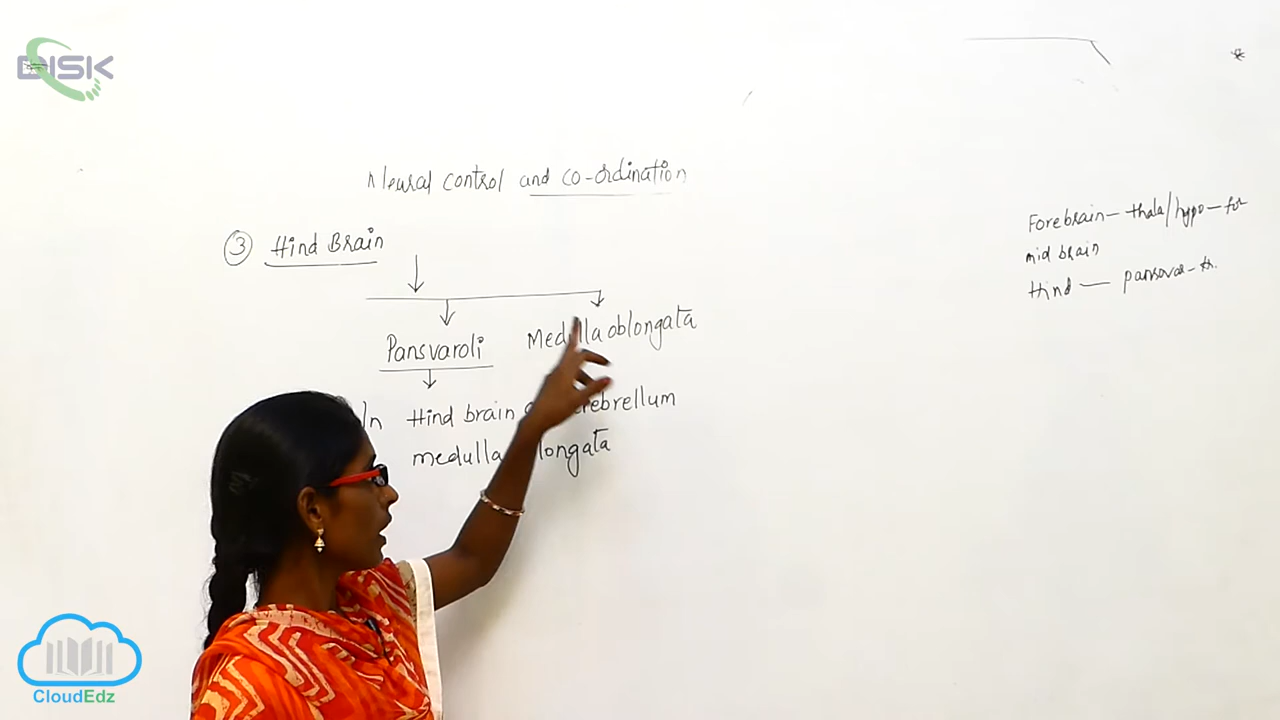 DISK
Neural control and co-ordination
③ Hind Brain
Pansvaroli
Medulla oblongata
In Hind brain cerebrellum
medulla oblongata
Forebrain — thala/hypo — for
mid brain
Hind — pansvar - tr.
CloudEdz